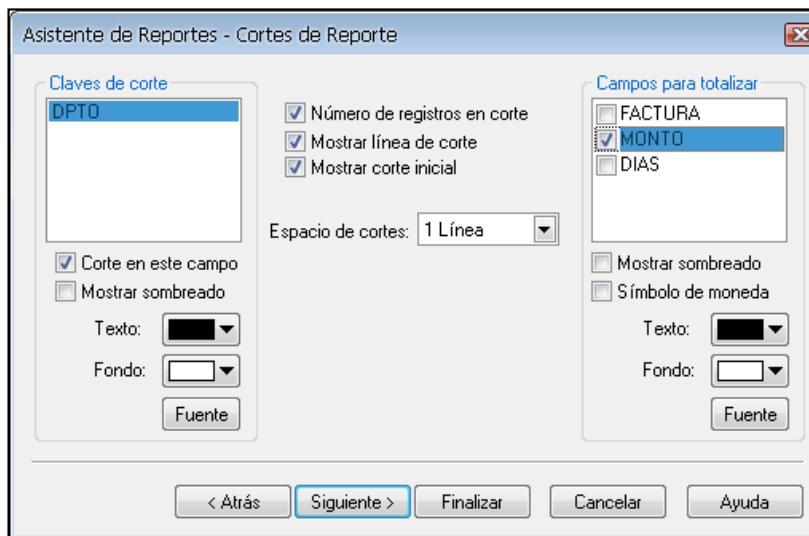 Asistente de Reportes - Cortes de Reporte
Claves de corte
DPTO
Corte en este campo
Mostrar sombreado
Texto:
Fondo:
Fuente
Número de registros en corte
Mostrar línea de corte
Mostrar corte inicial
Espacio de cortes: 1 Línea
Campos para totalizar
FACTURA
MONTO
DIAS
Mostrar sombreado
Símbolo de moneda
Texto:
Fondo:
Fuente
< Atrás
Siguiente >
Finalizar
Cancelar
Ayuda